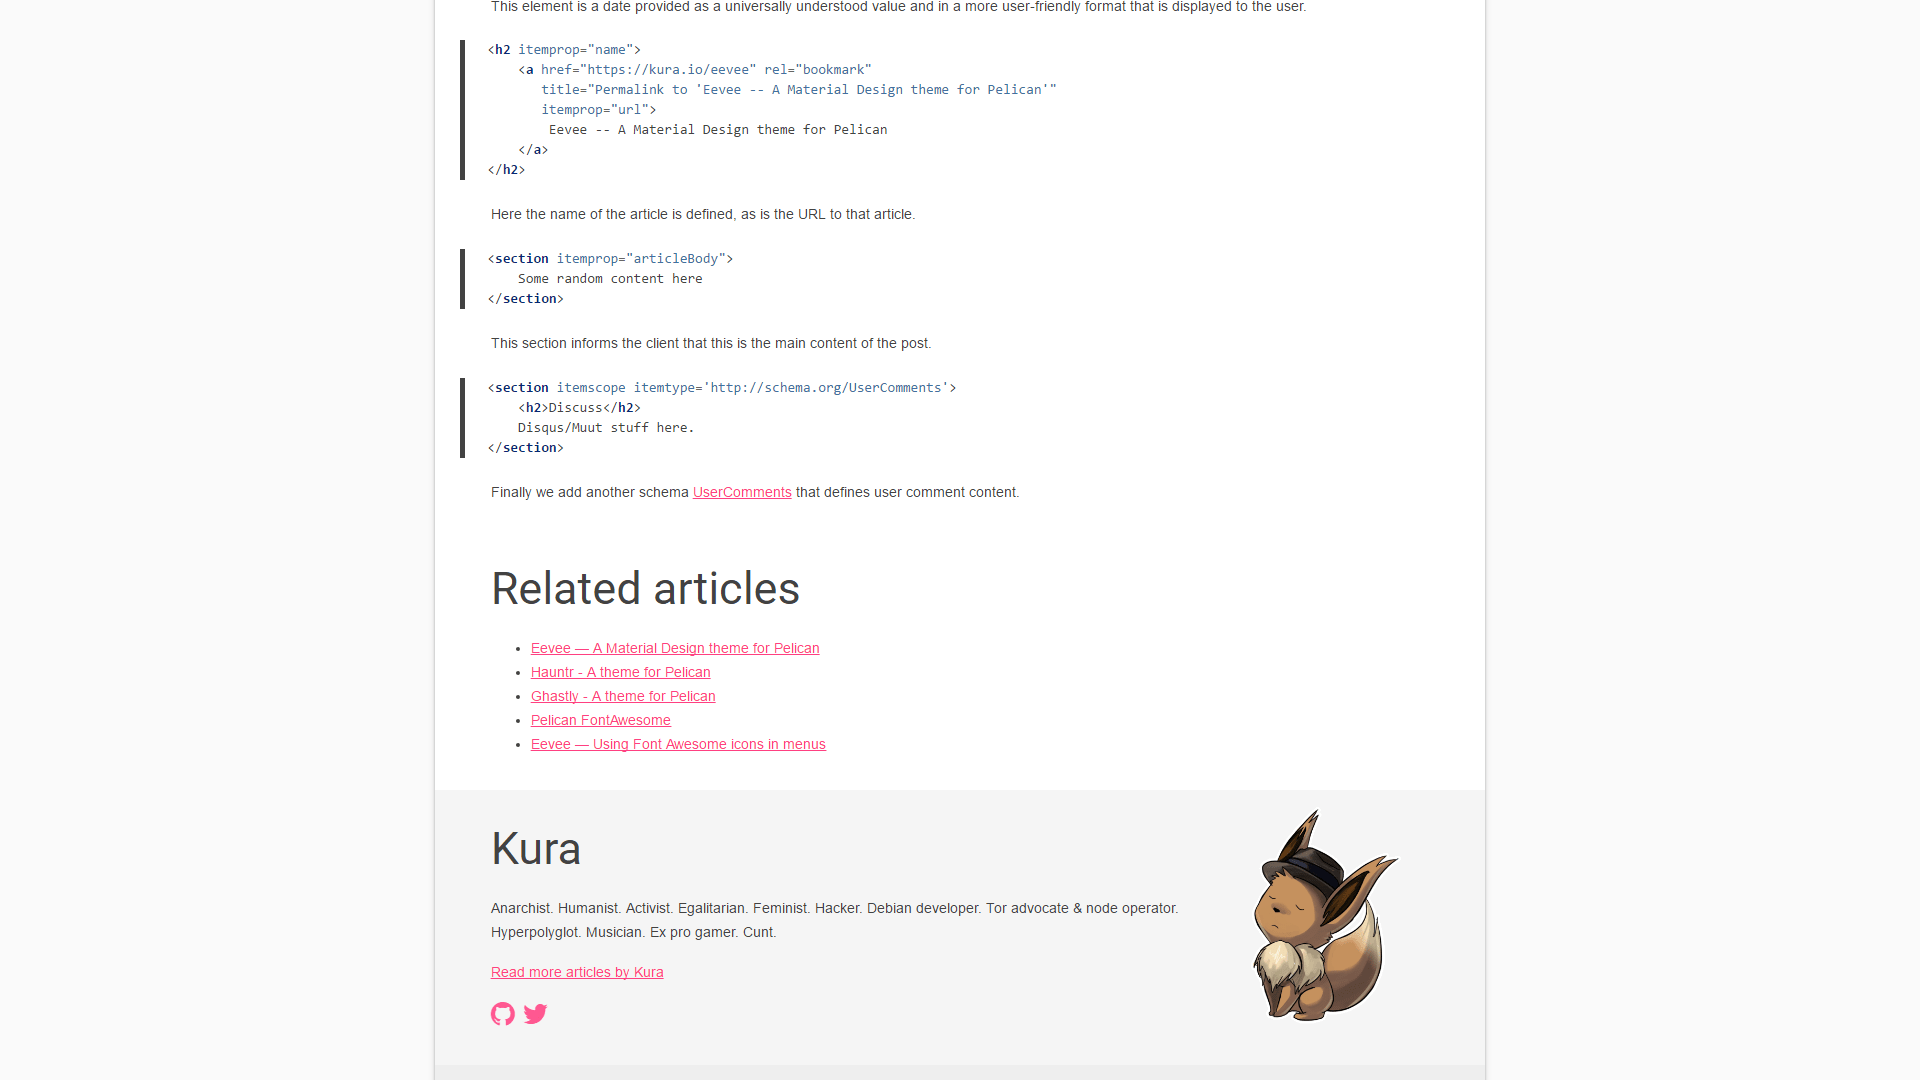 This element is a date provided as a universally understood value and in a more user-friendly format that is displayed to the user.
<h2 itemprop="name">
    <a href="https://kura.io/eevee" rel="bookmark"
       title="Permalink to 'Eevee -- A Material Design theme for Pelican'"
       itemprop="url">
        Eevee -- A Material Design theme for Pelican
    </a>
</h2>
Here the name of the article is defined, as is the URL to that article.
<section itemprop="articleBody">
    Some random content here
</section>
This section informs the client that this is the main content of the post.
<section itemscope itemtype='http://schema.org/UserComments'>
    <h2>Discuss</h2>
    Disqus/Muut stuff here.
</section>
Finally we add another schema UserComments that defines user comment content.
Related articles
• Eevee — A Material Design theme for Pelican
• Hauntr - A theme for Pelican
• Ghastly - A theme for Pelican
• Pelican FontAwesome
• Eevee — Using Font Awesome icons in menus
Kura
Anarchist. Humanist. Activist. Egalitarian. Feminist. Hacker. Debian developer. Tor advocate & node operator.
Hyperpolyglot. Musician. Ex pro gamer. Cunt.
Read more articles by Kura